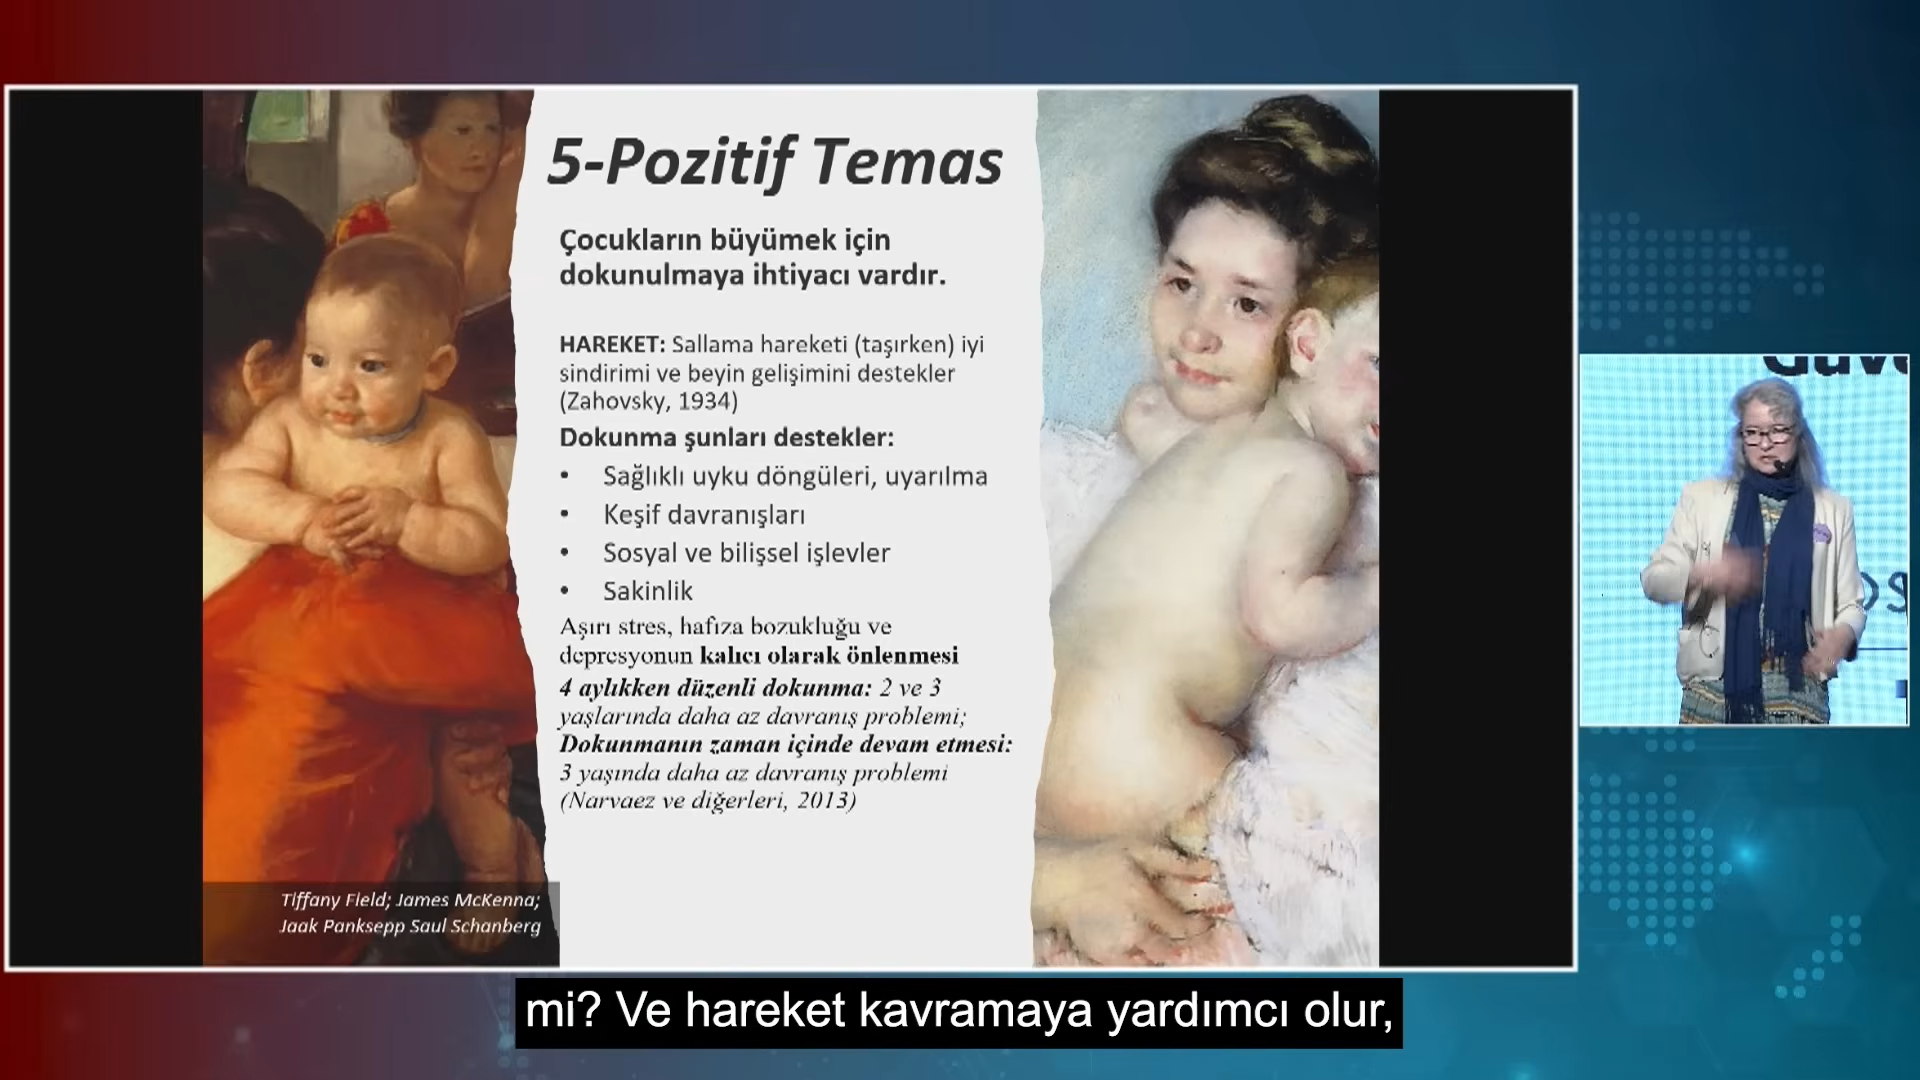 5-Pozitif Temas
Çocukların büyümek için
dokunulmaya ihtiyacı vardır.
HAREKET: Sallama hareketi (taşırken) iyi
sindirimi ve beyin gelişimini destekler
(Zahovsky, 1934)
Dokunma şunları destekler:
• Sağlıklı uyku döngüleri, uyarılma
• Keşif davranışları
• Sosyal ve bilişsel işlevler
• Sakinlik
Aşırı stres, hafıza bozukluğu ve
depresyonun kalıcı olarak önlenmesi
4 aylıkken düzenli dokunma: 2 ve 3
yaşlarında daha az davranış problemi;
Dokunmanın zaman içinde devam etmesi:
3 yaşında daha az davranış problemi
(Narvaez ve diğerleri, 2013)
Tiffany Field; James McKenna;
Jaak Panksepp Saul Schanberg
mi? Ve hareket kavramaya yardımcı olur,